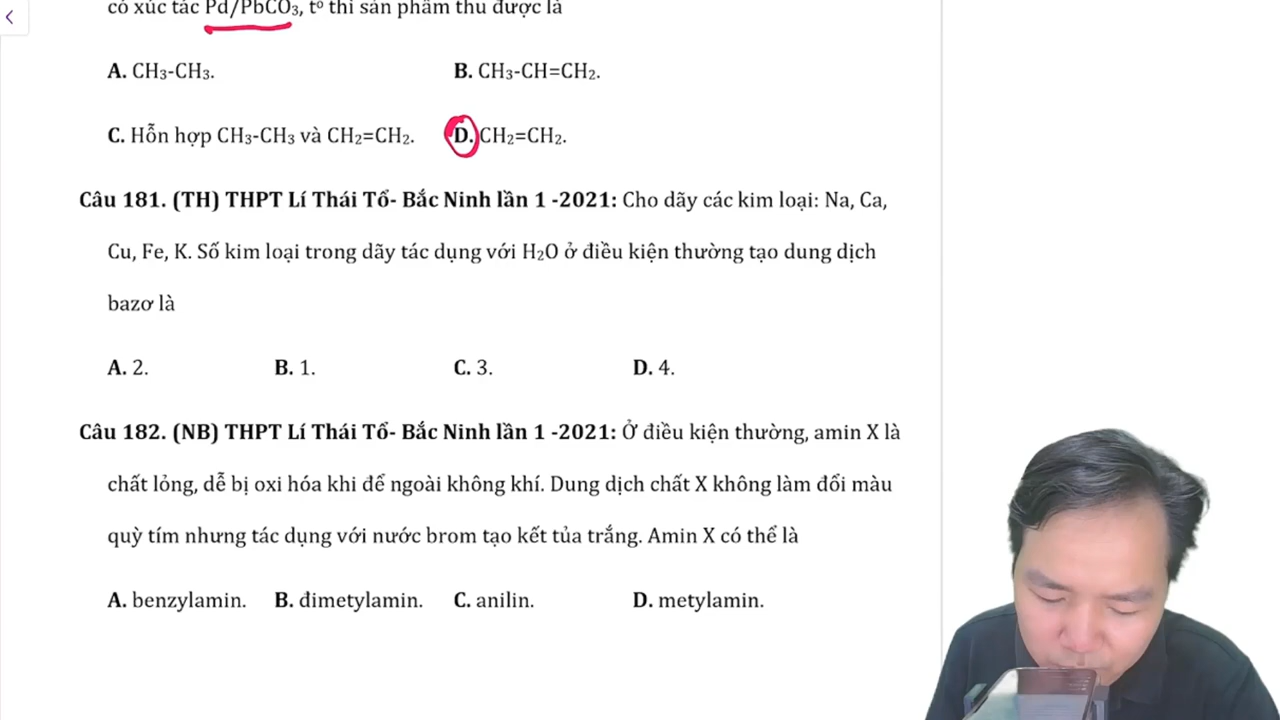 có xúc tác Pd/PbCO₃, t⁰ thì sản phẩm thu được là
A. CH₃-CH₃. B. CH₃-CH=CH₂.
C. Hỗn hợp CH₃-CH₃ và CH₂=CH₂. D. CH₂=CH₂.
Câu 181. (TH) THPT Lí Thái Tổ- Bắc Ninh lần 1 -2021: Cho dãy các kim loại: Na, Ca,
Cu, Fe, K. Số kim loại trong dãy tác dụng với H₂O ở điều kiện thường tạo dung dịch
bazơ là
A. 2. B. 1. C. 3. D. 4.
Câu 182. (NB) THPT Lí Thái Tổ- Bắc Ninh lần 1 -2021: Ở điều kiện thường, amin X là
chất lỏng, dễ bị oxi hóa khi để ngoài không khí. Dung dịch chất X không làm đổi màu
quỳ tím nhưng tác dụng với nước brom tạo kết tủa trắng. Amin X có thể là
A. benzylamin. B. đimetylamin. C. anilin. D. metylamin.